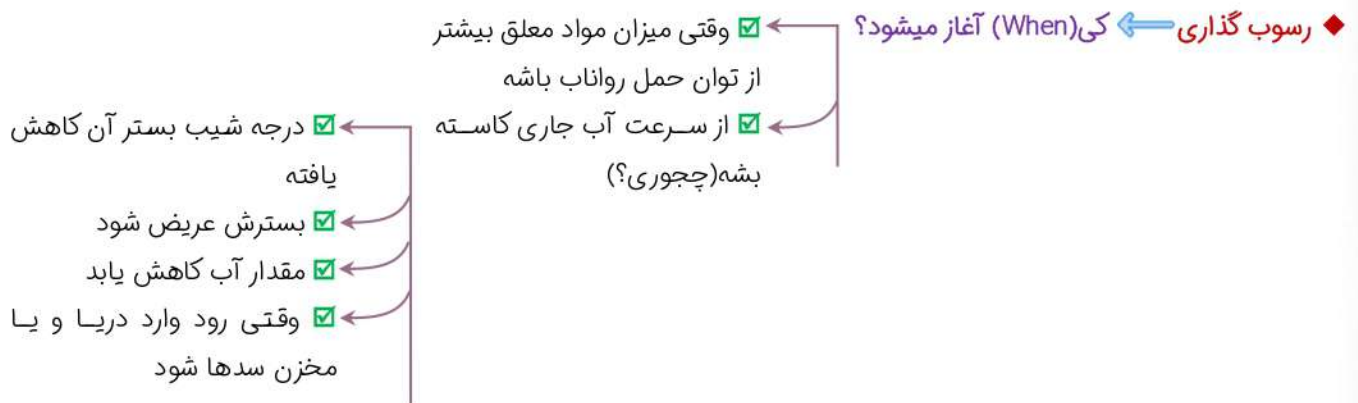 ◆ رسوب گذاری ⇐ کی(When) آغاز میشود؟
☑ وقتی میزان مواد معلق بیشتر
از توان حمل رواناب باشه
☑ از سرعت آب جاری کاسته
بشه(چجوری؟)
☑ درجه شیب بستر آن کاهش
یافته
☑ بسترش عریض شود
☑ مقدار آب کاهش یابد
☑ وقتی رود وارد دریا و یا
مخزن سدها شود